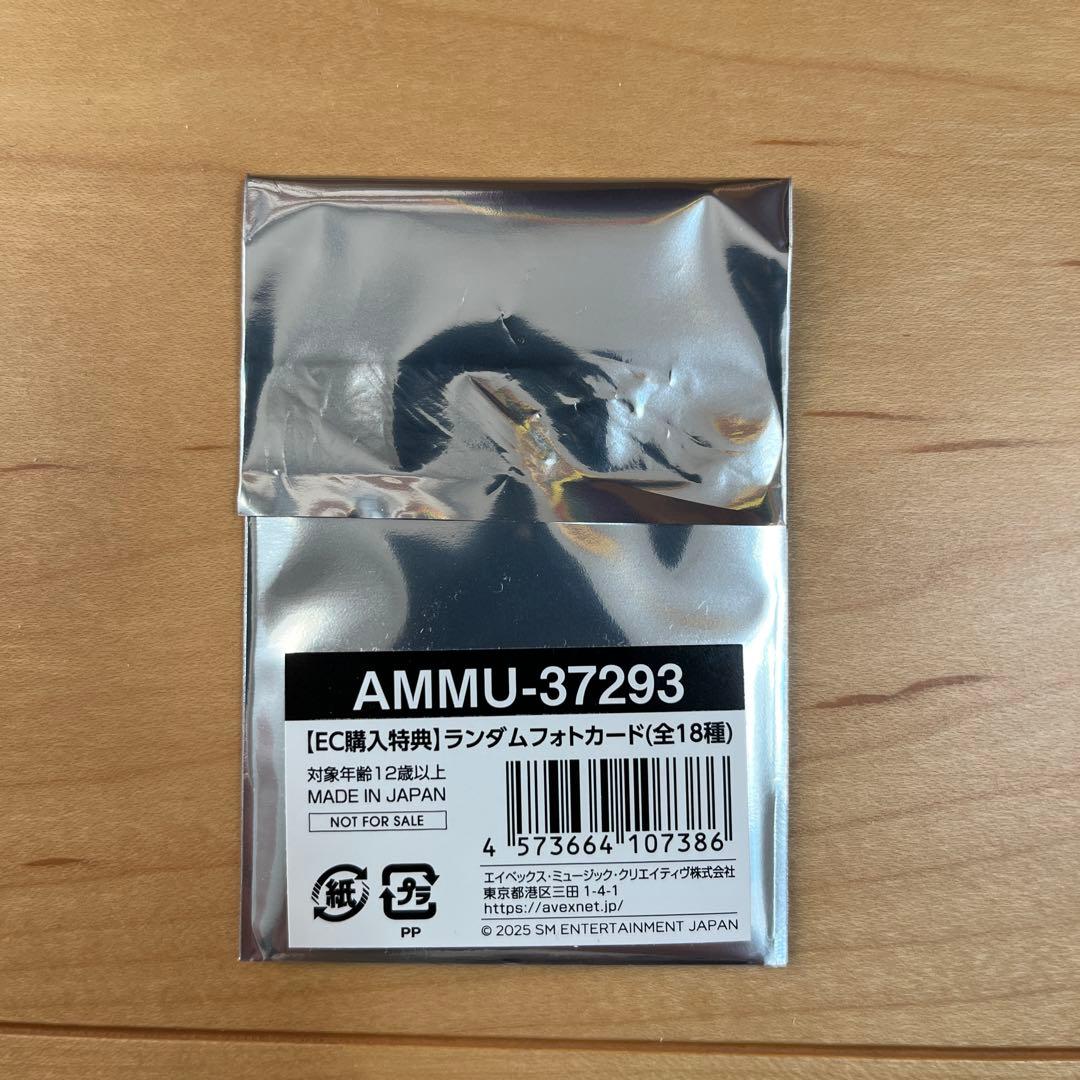 AMMU-37293
【EC購入特典】ランダムフォトカード(全18種)
対象年齢12歳以上
MADE IN JAPAN
NOT FOR SALE
4 573664 107386
紙
プラ
PP
エイベックス・ミュージック・クリエイティヴ株式会社
東京都港区三田 1-4-1
https://avexnet.jp/
© 2025 SM ENTERTAINMENT JAPAN